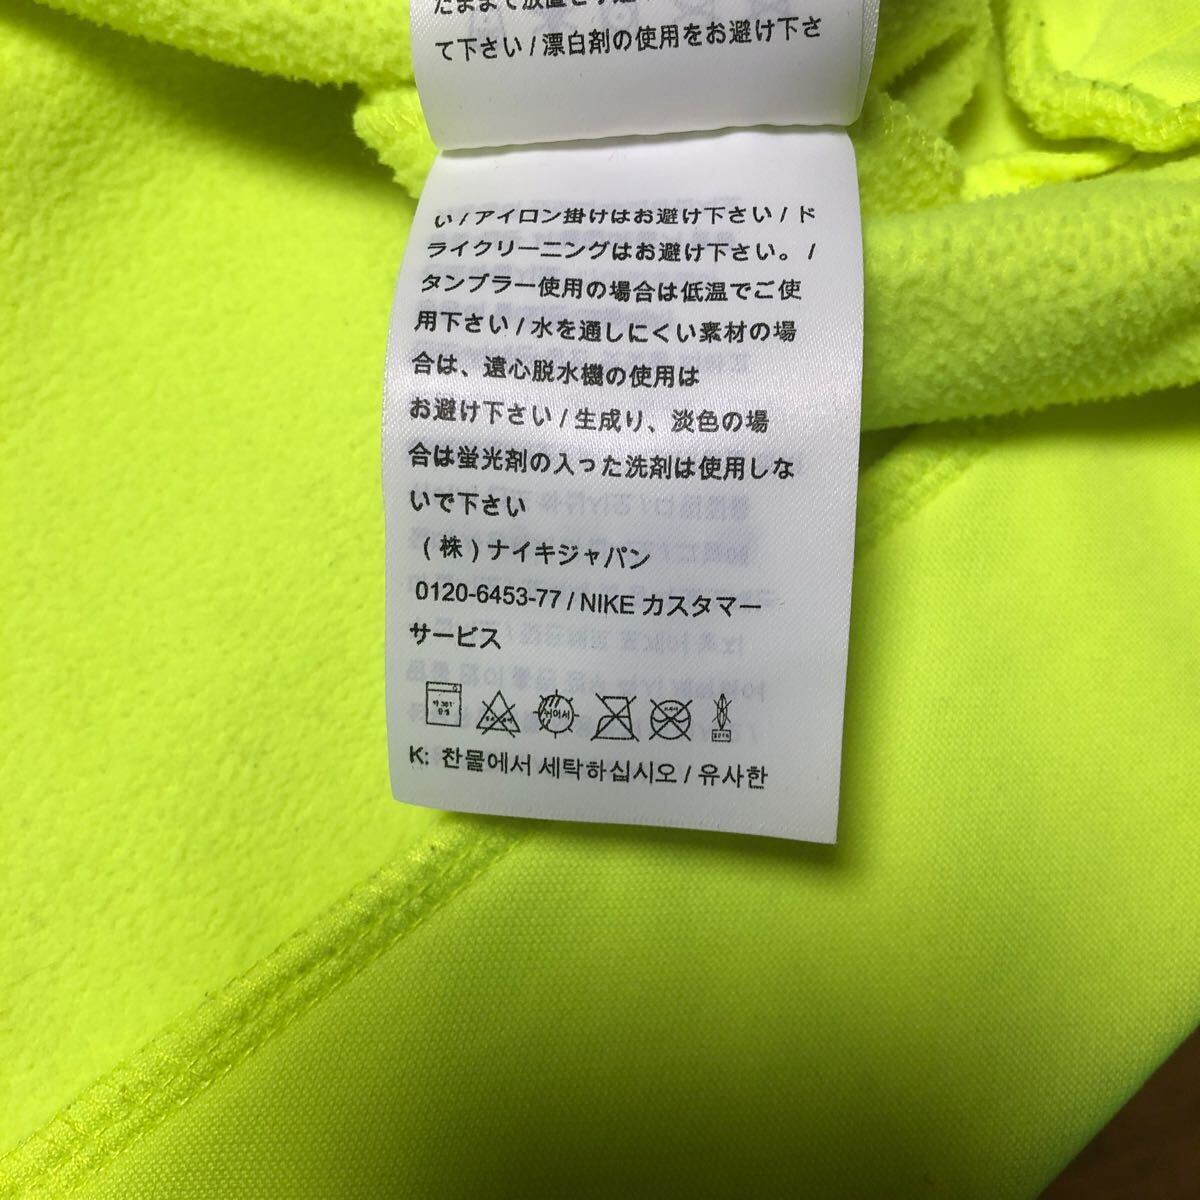 たままで放置せず速
て下さい / 漂白剤の使用をお避け下さ
い / アイロン掛けはお避け下さい / ド
ライクリーニングはお避け下さい。 /
タンブラー使用の場合は低温でご使
用下さい / 水を通しにくい素材の場
合は、遠心脱水機の使用は
お避け下さい / 生成り、淡色の場
合は蛍光剤の入った洗剤は使用しな
いで下さい
( 株 ) ナイキジャパン
0120-6453-77 / NIKE カスタマー
サービス
K: 찬물에서 세탁하십시오 / 유사한